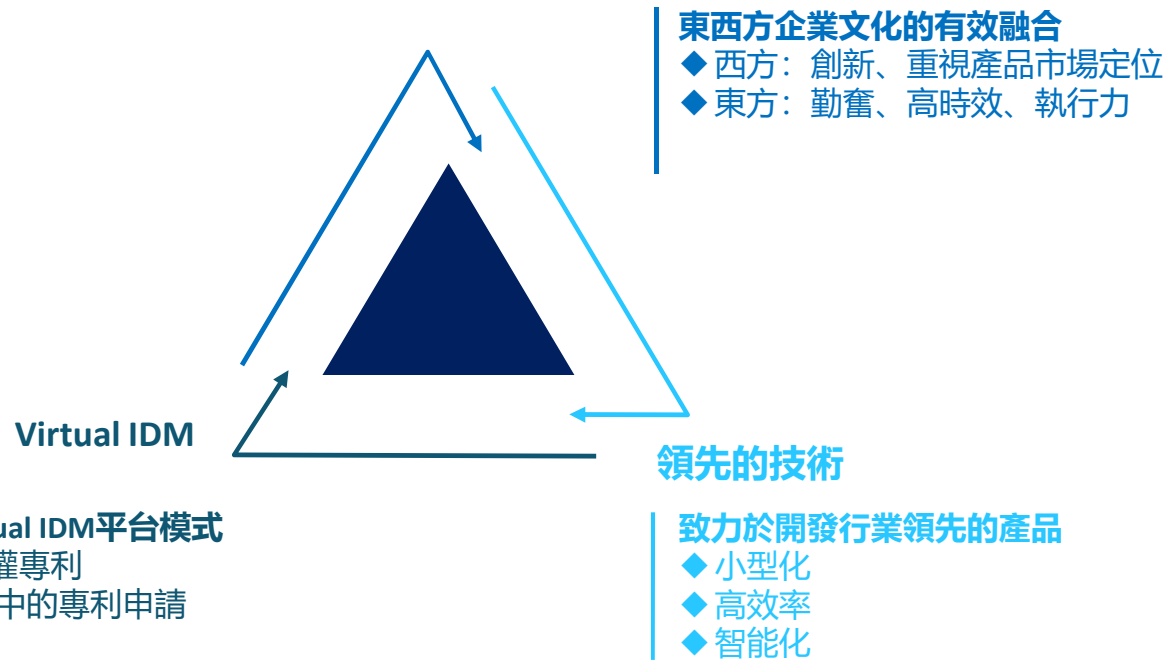 東西方企業文化的有效融合
◆ 西方：創新、重視產品市場定位
◆ 東方：勤奮、高時效、執行力
Virtual IDM
領先的技術
ual IDM平台模式
專利
中的專利申請
致力於開發行業領先的產品
◆ 小型化
◆ 高效率
◆ 智能化